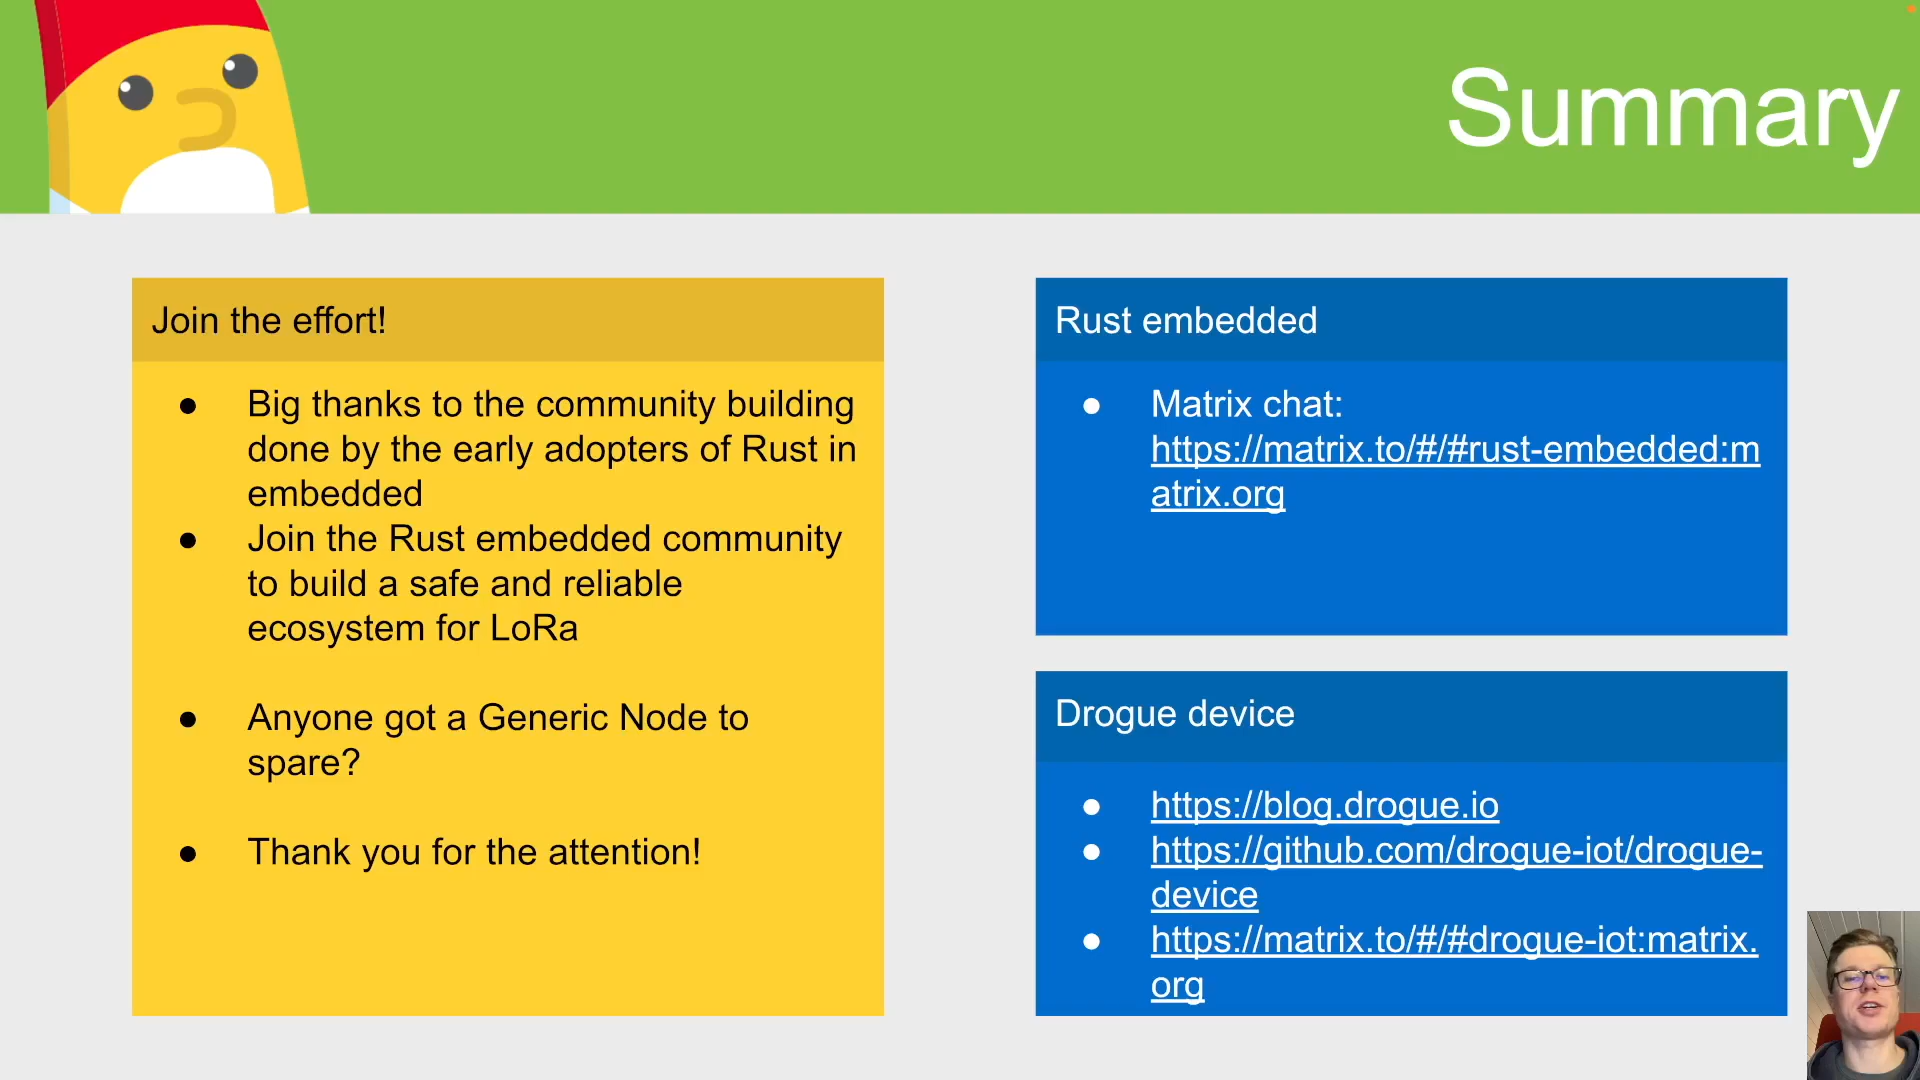 Summary
Join the effort!
● Big thanks to the community building
done by the early adopters of Rust in
embedded
● Join the Rust embedded community
to build a safe and reliable
ecosystem for LoRa
● Anyone got a Generic Node to
spare?
● Thank you for the attention!
Rust embedded
● Matrix chat:
https://matrix.to/#/#rust-embedded:m
atrix.org
Drogue device
● https://blog.drogue.io
● https://github.com/drogue-iot/drogue-
device
● https://matrix.to/#/#drogue-iot:matrix.
org